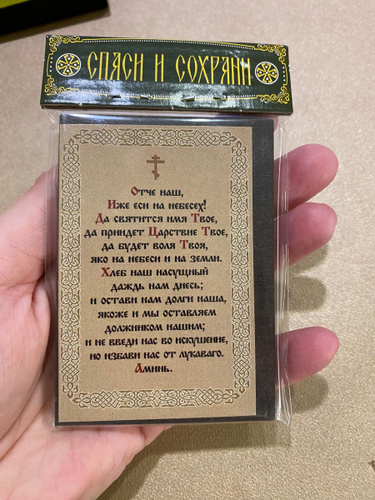 СПАСИ И СОХРАНИ
Отче наш,
Иже еси на небесех!
Да святится имя Твое,
да приидет Царствие Твое,
да будет воля Твоя,
яко на небеси и на земли.
Хлеб наш насущный
даждь нам днесь;
и остави нам долги наша,
якоже и мы оставляем
должником нашим;
и не введи нас во искушение,
но избави нас от лукаваго.
Аминь.